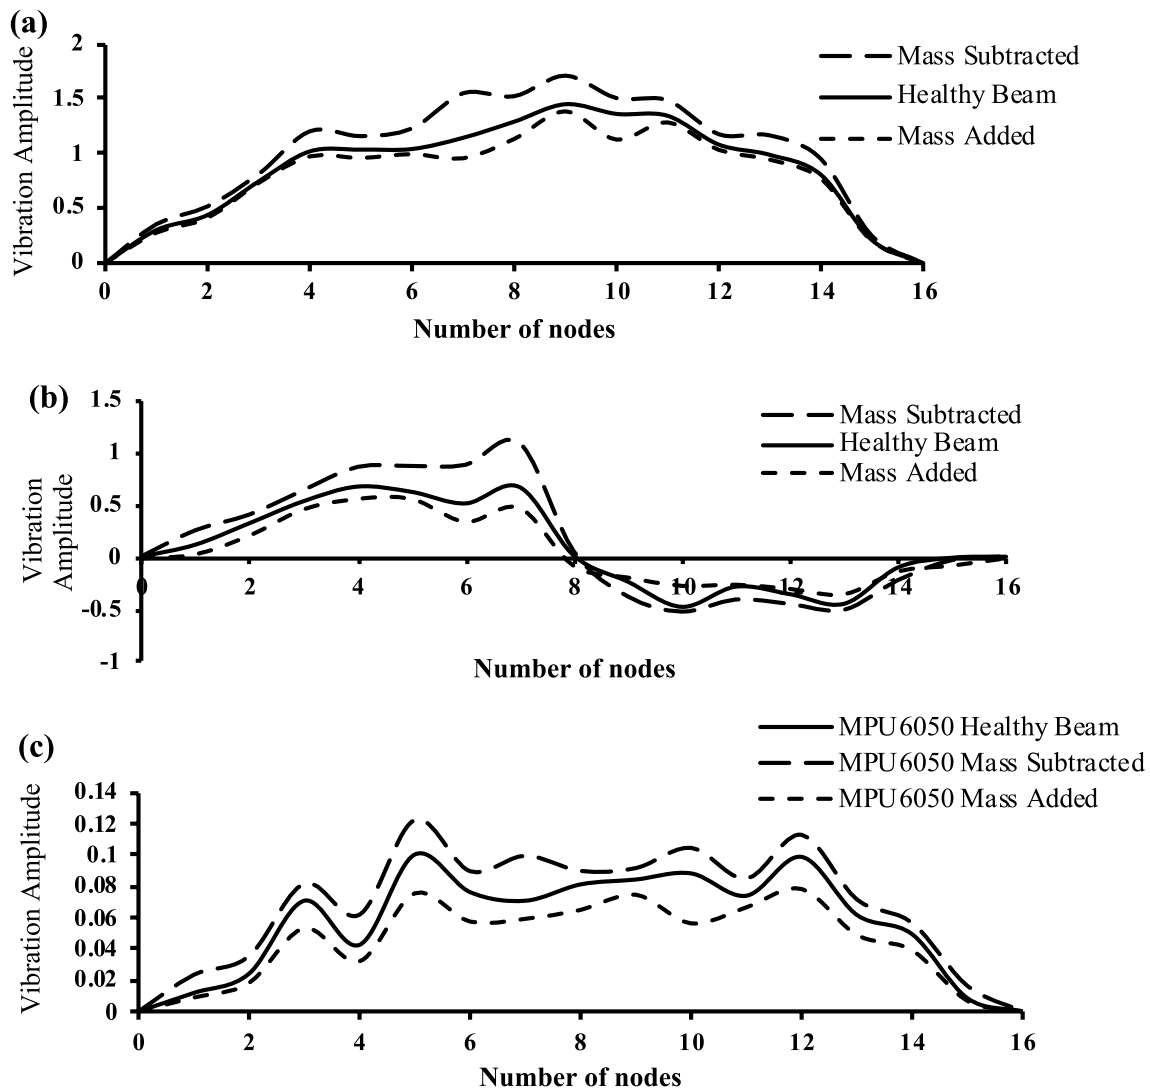 (a)
Vibration Amplitude
2
1.5
1
0.5
0
0 2 4 6 8 10 12 14 16
Number of nodes
Mass Subtracted
Healthy Beam
Mass Added
(b)
Vibration
Amplitude
1.5
1
0.5
0
-0.5
-1
0 2 4 6 8 10 12 14 16
Number of nodes
Mass Subtracted
Healthy Beam
Mass Added
(c)
MPU6050 Healthy Beam
MPU6050 Mass Subtracted
MPU6050 Mass Added
Vibration Amplitude
0.14
0.12
0.1
0.08
0.06
0.04
0.02
0
0 2 4 6 8 10 12 14 16
Number of nodes